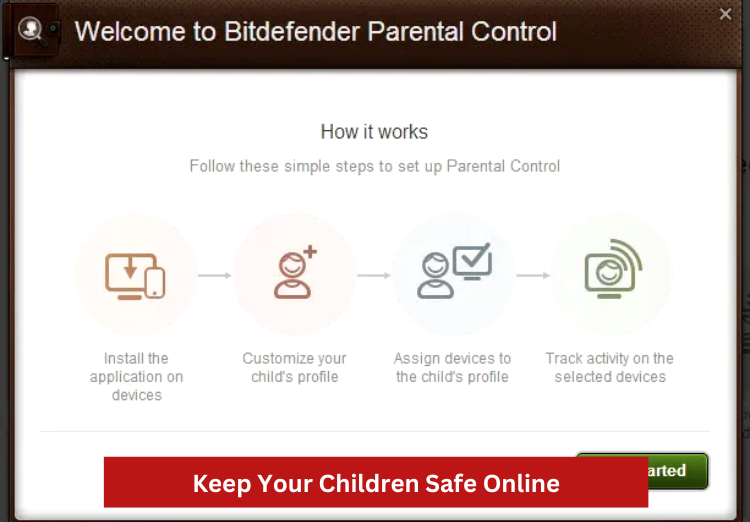 Welcome to Bitdefender Parental Control
How it works
Follow these simple steps to set up Parental Control
Install the
application on
devices
Customize your
child's profile
Assign devices to
the child's profile
Track activity on the
selected devices
Keep Your Children Safe Online